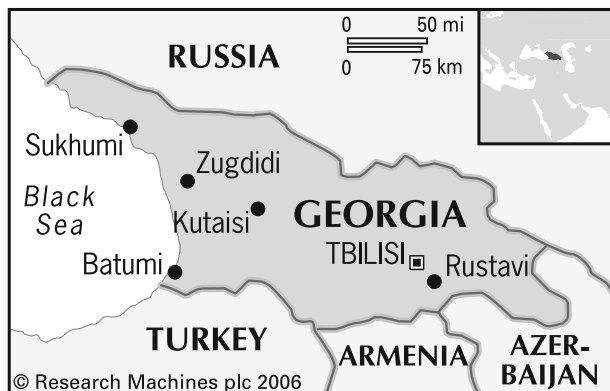 0 50 mi
0 75 km
RUSSIA
Sukhumi
Zugdidi
Black
Sea
Kutaisi
GEORGIA
TBILISI
Batumi
Rustavi
TURKEY
ARMENIA
AZER-
BAIJAN
© Research Machines plc 2006